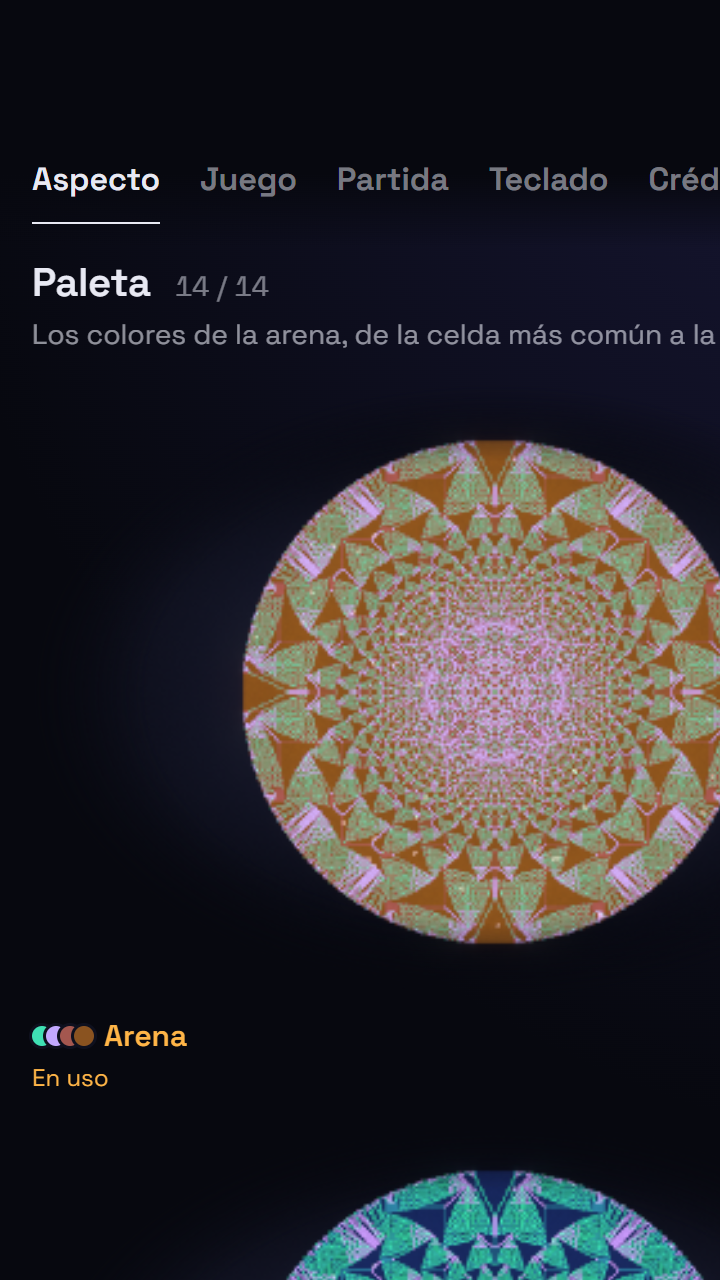 Aspecto Juego Partida Teclado Créd
Paleta 14 / 14
Los colores de la arena, de la celda más común a la
Arena
En uso